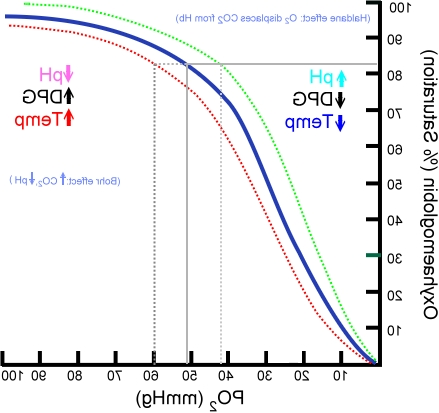 (Haldane effect: O₂ displaces CO₂ from Hb)
100
90
80
70
60
50
40
30
20
10
Oxyhaemoglobin (% Saturation)
↓pH
↑DPG
↑Temp
↑pH
↓DPG
↓Temp
(Bohr effect:↑CO₂,↓pH)
100 90 80 70 60 50 40 30 20 10
PO₂ (mmHg)